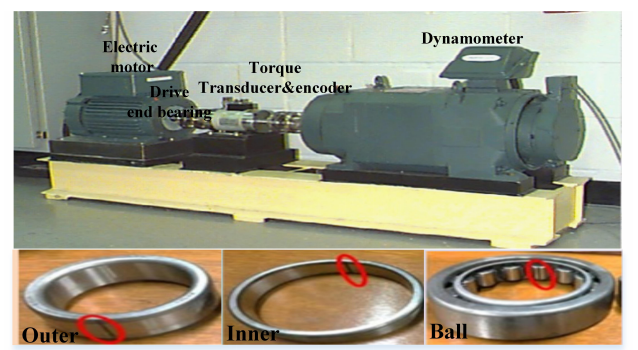 Electric
motor
Drive
end bearing
Torque
Transducer&encoder
Dynamometer
Outer
Inner
Ball